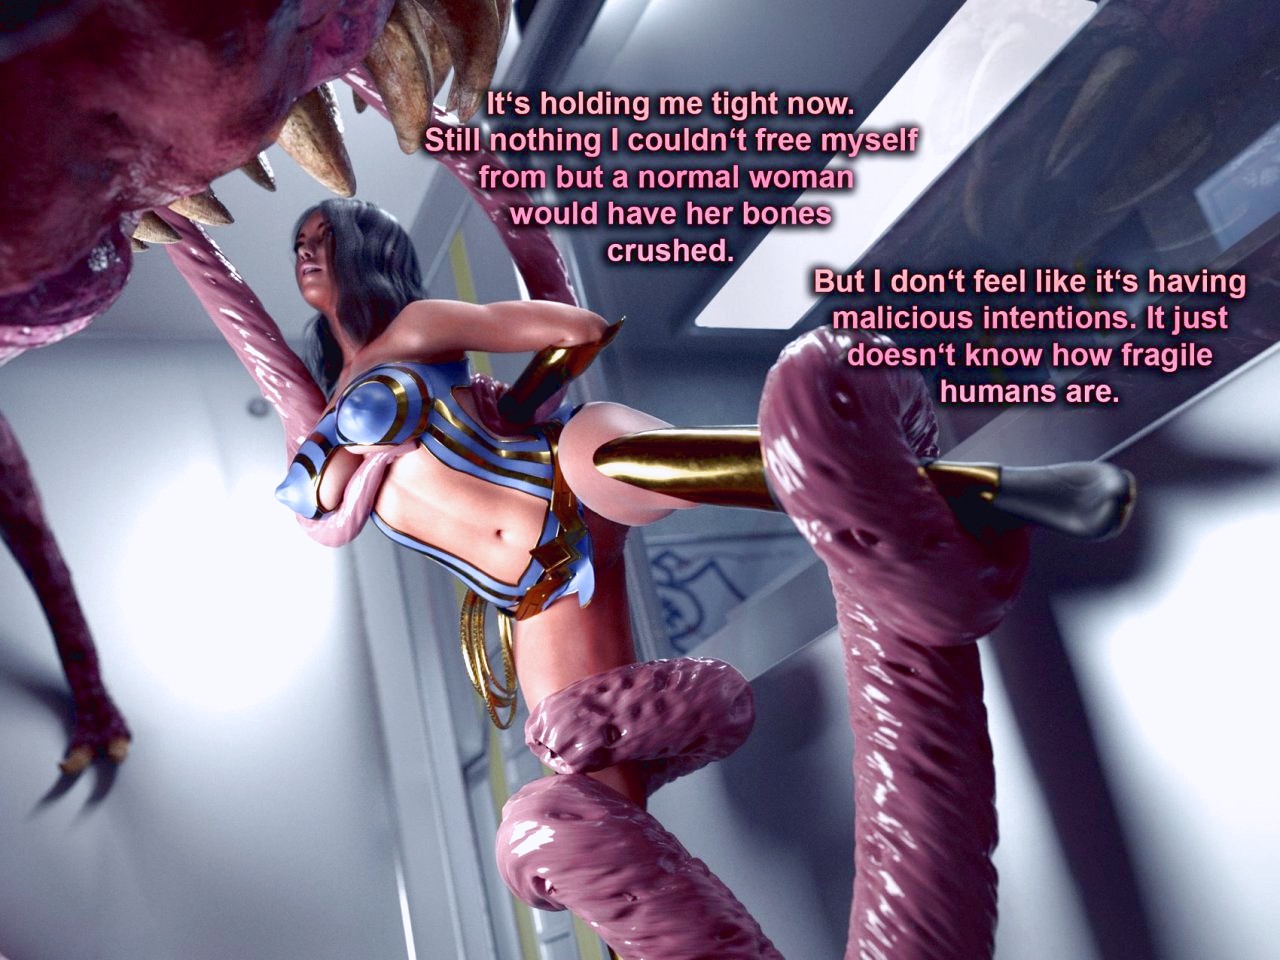 It‘s holding me tight now.
Still nothing I couldn‘t free myself
from but a normal woman
would have her bones
crushed.
But I don‘t feel like it‘s having
malicious intentions. It just
doesn‘t know how fragile
humans are.